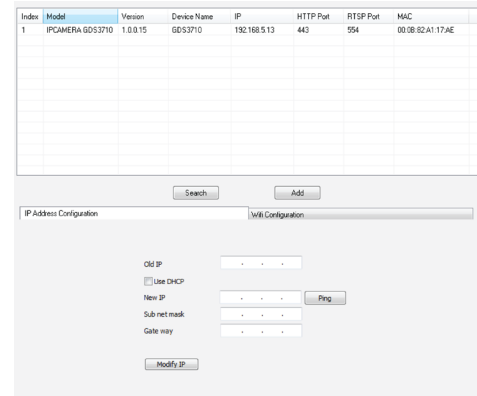 Index Model Version Device Name IP HTTP Port RTSP Port MAC
1 IPCAMERA GDS3710 1.0.0.15 GDS3710 192.168.5.13 443 554 00:0B:82:A1:17:AE
Search Add
IP Address Configuration Wifi Configuration
Old IP . . .
Use DHCP
New IP . . . Ping
Sub net mask . . .
Gate way . . .
Modify IP